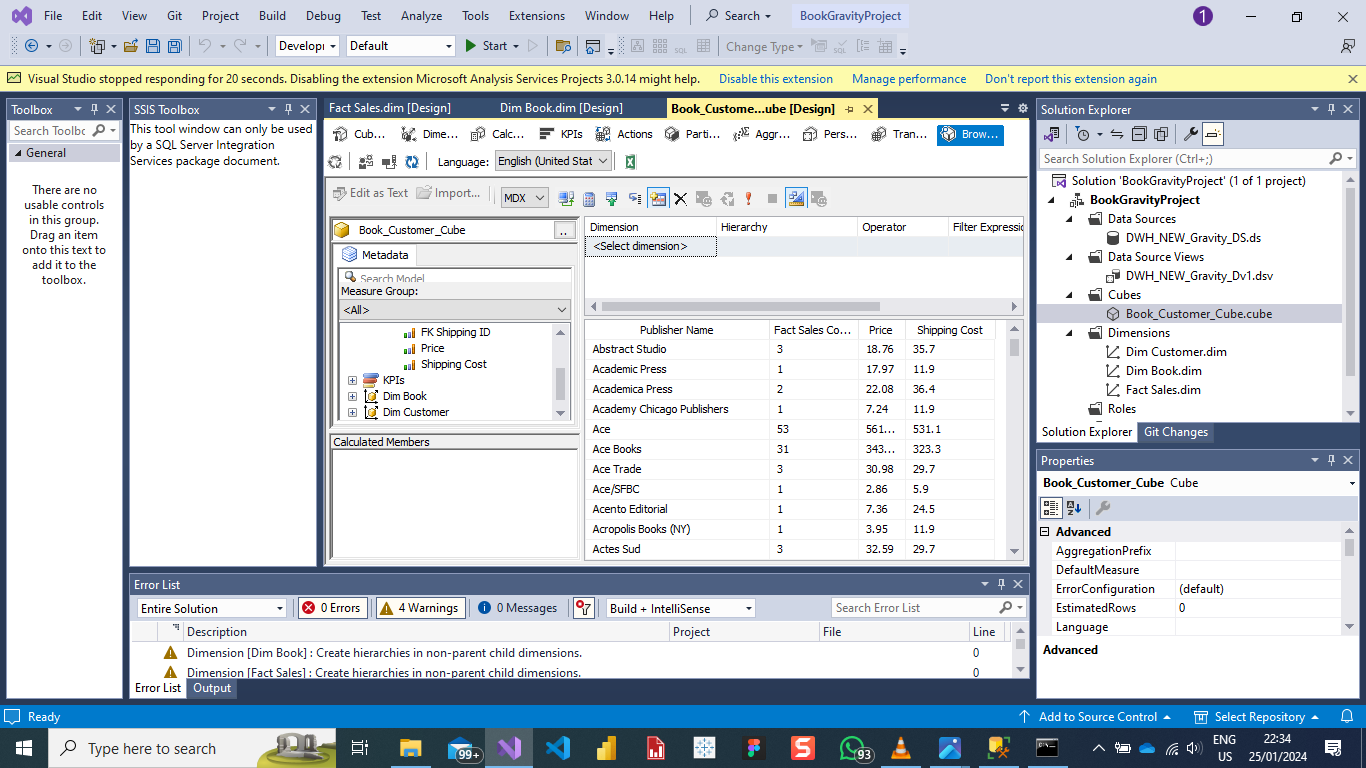 File Edit View Git Project Build Debug Test Analyze Tools Extensions Window Help Search BookGravityProject 1
Developı Default Start Change Type
Visual Studio stopped responding for 20 seconds. Disabling the extension Microsoft Analysis Services Projects 3.0.14 might help. Disable this extension Manage performance Don't report this extension again
Toolbox
Search Toolbc
General
There are no
usable controls
in this group.
Drag an item
onto this text to
add it to the
toolbox.
SSIS Toolbox
This tool window can only be used
by a SQL Server Integration
Services package document.
Fact Sales.dim [Design] Dim Book.dim [Design] Book_Custome...ube [Design]
Cub... Dime... Calc... KPIs Actions Parti... Aggr... Pers... Tran... Brow...
Language: English (United Stat
Edit as Text Import... MDX
Book_Customer_Cube ..
Metadata
Search Model
Measure Group:
<All>
FK Shipping ID
Price
Shipping Cost
KPIs
Dim Book
Dim Customer
Calculated Members
Dimension Hierarchy Operator Filter Expressio
<Select dimension>
Publisher Name Fact Sales Co... Price Shipping Cost
Abstract Studio 3 18.76 35.7
Academic Press 1 17.97 11.9
Academica Press 2 22.08 36.4
Academy Chicago Publishers 1 7.24 11.9
Ace 53 561... 531.1
Ace Books 31 343... 323.3
Ace Trade 3 30.98 29.7
Ace/SFBC 1 2.86 5.9
Acento Editorial 1 7.36 24.5
Acropolis Books (NY) 1 3.95 11.9
Actes Sud 3 32.59 29.7
Solution Explorer
Search Solution Explorer (Ctrl+;)
Solution 'BookGravityProject' (1 of 1 project)
BookGravityProject
Data Sources
DWH_NEW_Gravity_DS.ds
Data Source Views
DWH_NEW_Gravity_Dv1.dsv
Cubes
Book_Customer_Cube.cube
Dimensions
Dim Customer.dim
Dim Book.dim
Fact Sales.dim
Roles
Solution Explorer Git Changes
Properties
Book_Customer_Cube Cube
Advanced
AggregationPrefix
DefaultMeasure
ErrorConfiguration (default)
EstimatedRows 0
Language
Advanced
Error List
Entire Solution 0 Errors 4 Warnings 0 Messages Build + IntelliSense Search Error List
Description Project File Line
Dimension [Dim Book] : Create hierarchies in non-parent child dimensions. 0
Dimension [Fact Sales] : Create hierarchies in non-parent child dimensions. 0
Error List Output
Ready Add to Source Control Select Repository
Type here to search 99+ 93 ENG US 22:34 25/01/2024